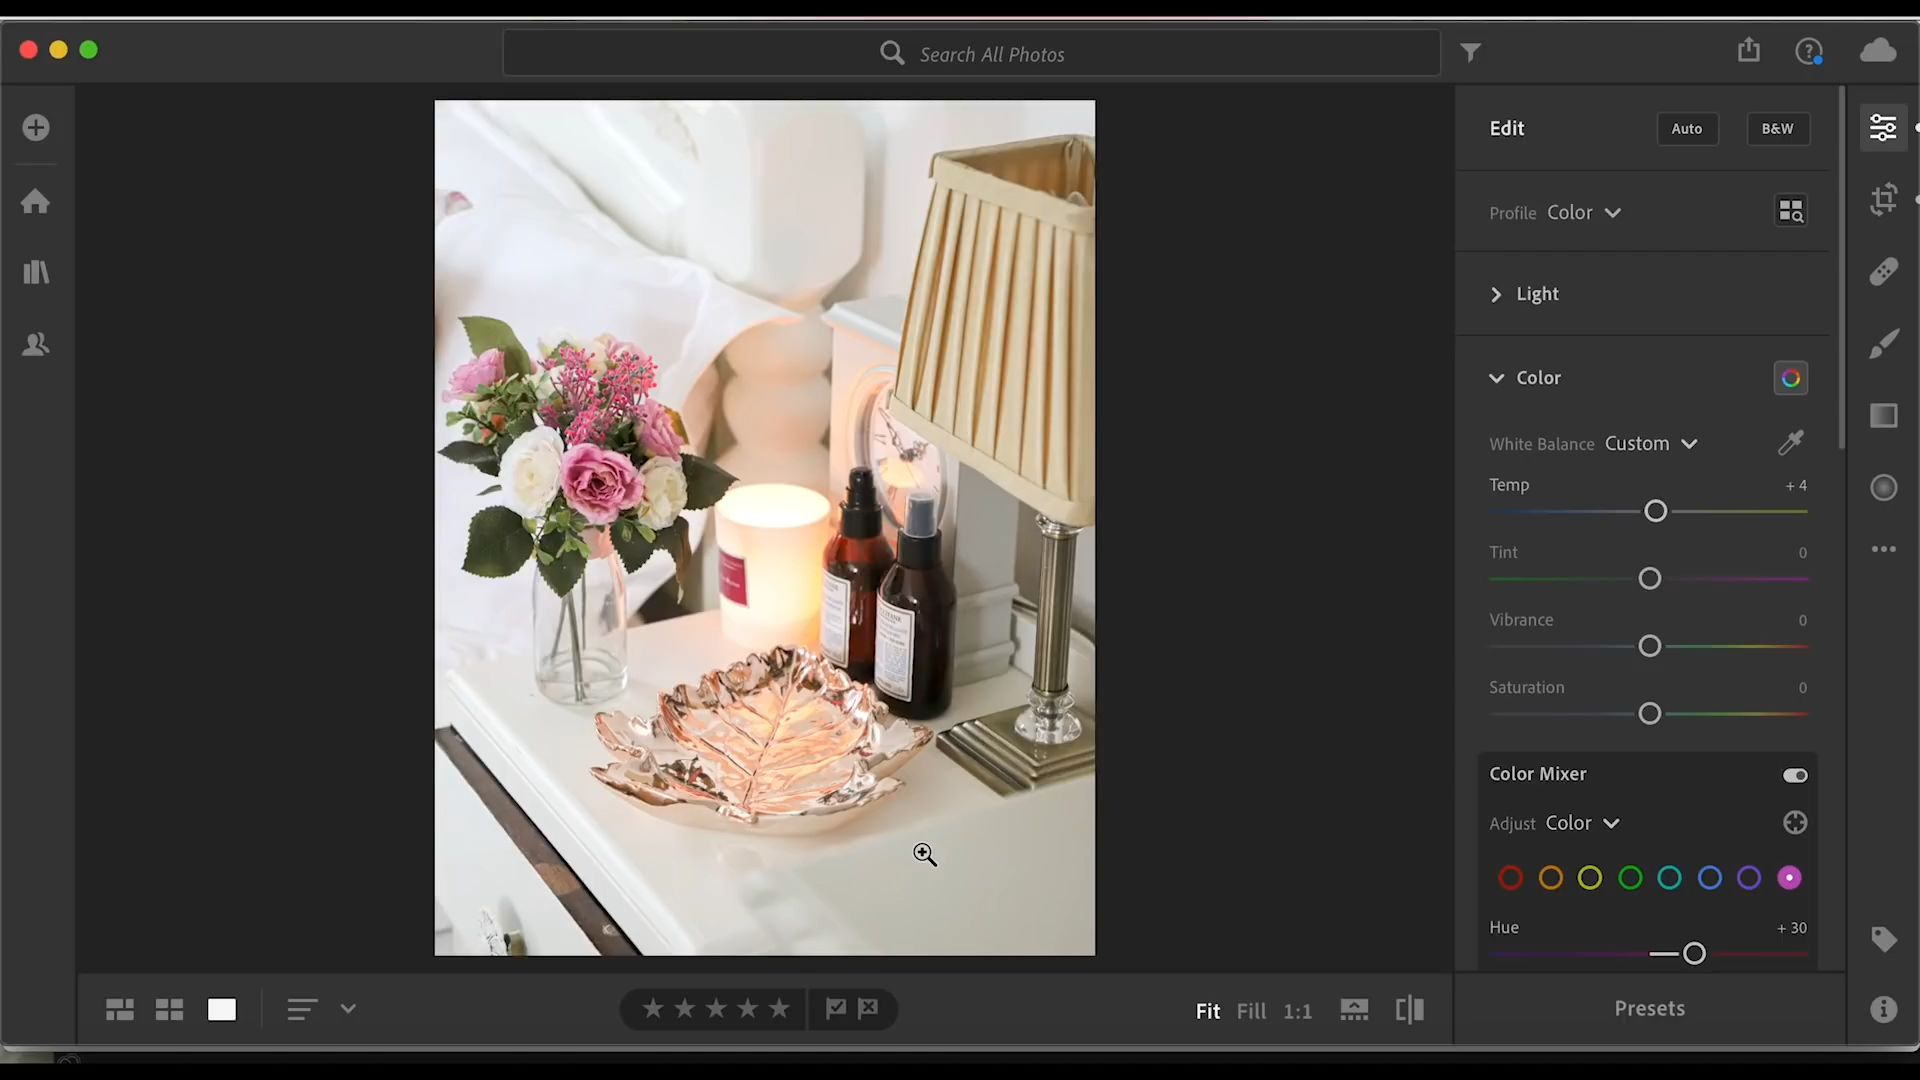 Search All Photos
Edit
Auto
B&W
Profile Color
Light
Color
White Balance Custom
Temp + 4
Tint 0
Vibrance 0
Saturation 0
Color Mixer
Adjust Color
Hue + 30
Fit Fill 1:1
Presets